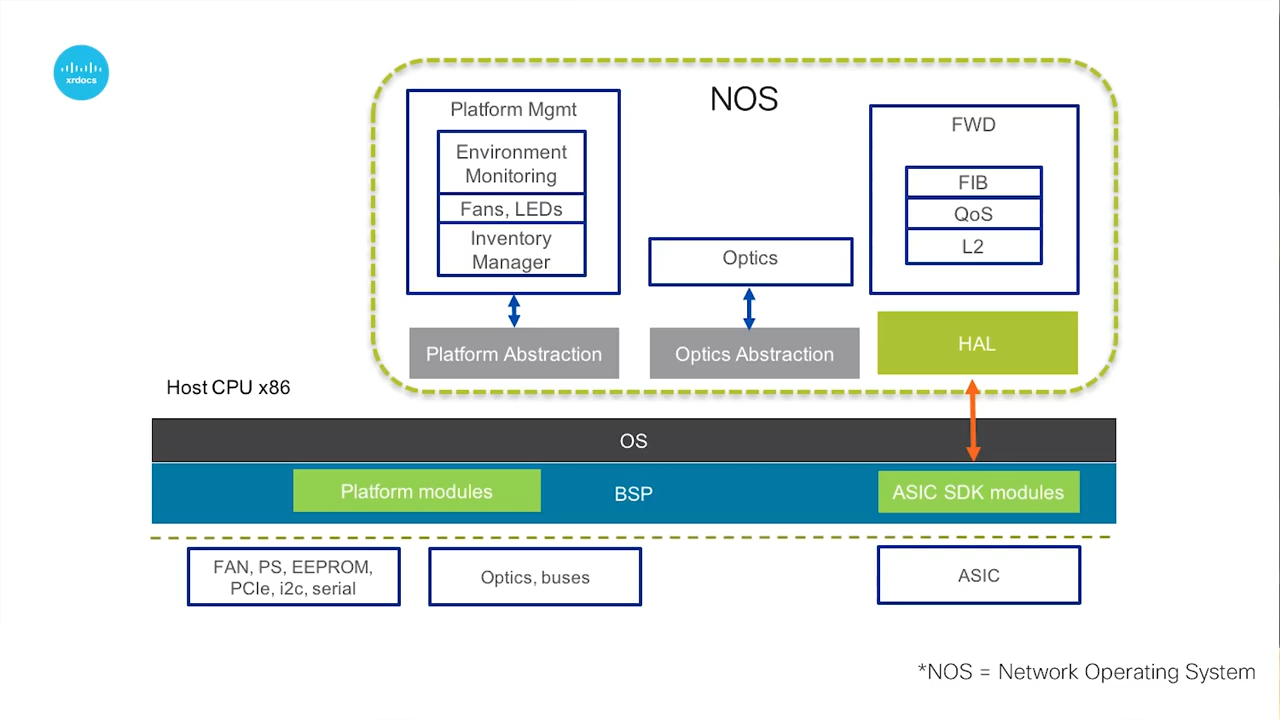 xrdocs
NOS
Platform Mgmt
Environment
Monitoring
Fans, LEDs
Inventory
Manager
Optics
FWD
FIB
QoS
L2
Platform Abstraction
Optics Abstraction
HAL
Host CPU x86
OS
Platform modules
BSP
ASIC SDK modules
FAN, PS, EEPROM,
PCIe, i2c, serial
Optics, buses
ASIC
*NOS = Network Operating System